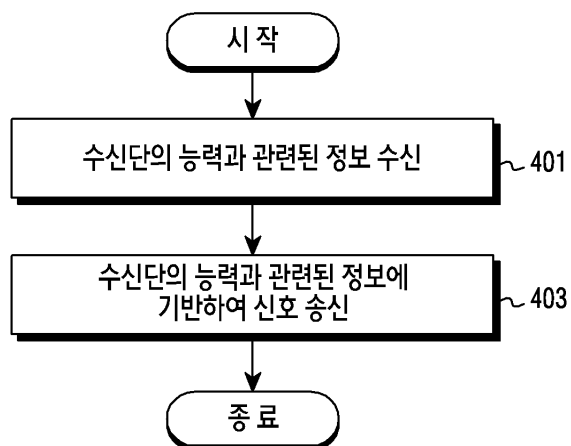 시작
수신단의 능력과 관련된 정보 수신
401
수신단의 능력과 관련된 정보에
기반하여 신호 송신
403
종료